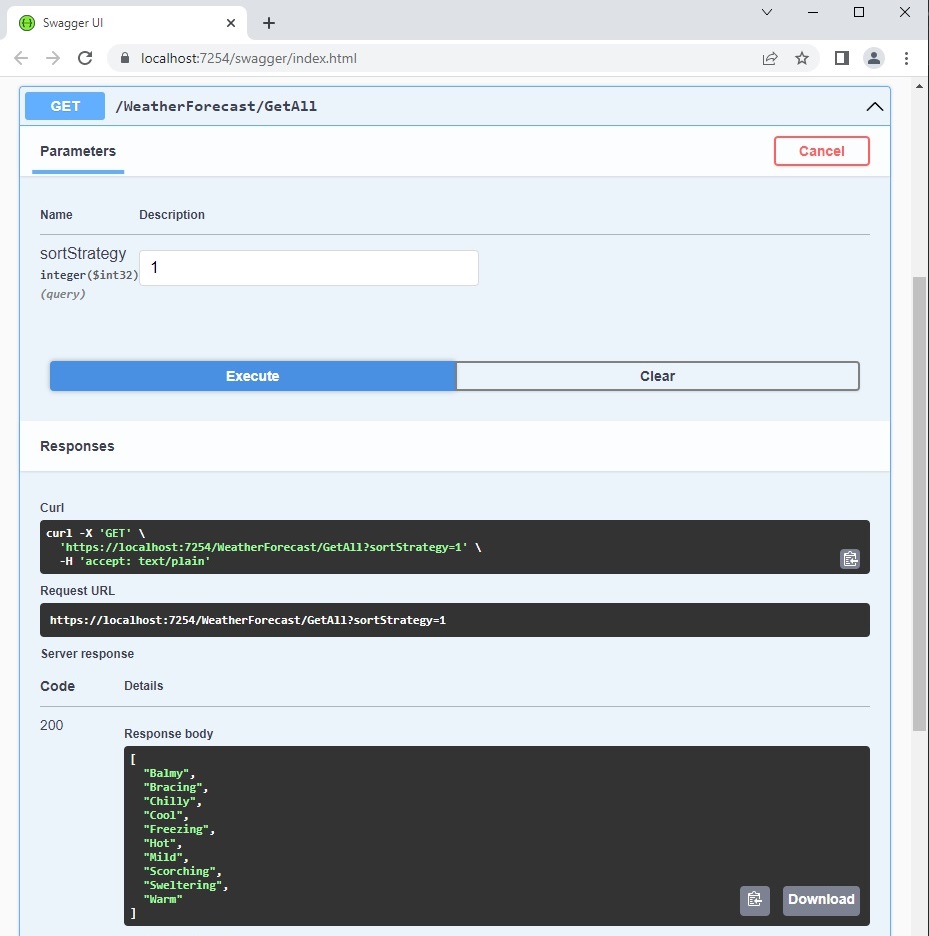 Swagger UI
localhost:7254/swagger/index.html
GET /WeatherForecast/GetAll
Parameters Cancel
Name Description
sortStrategy
integer($int32)
(query)
1
Execute Clear
Responses
Curl
curl -X 'GET' \
  'https://localhost:7254/WeatherForecast/GetAll?sortStrategy=1' \
  -H 'accept: text/plain'
Request URL
https://localhost:7254/WeatherForecast/GetAll?sortStrategy=1
Server response
Code Details
200
Response body
[
  "Balmy",
  "Bracing",
  "Chilly",
  "Cool",
  "Freezing",
  "Hot",
  "Mild",
  "Scorching",
  "Sweltering",
  "Warm"
]
Download